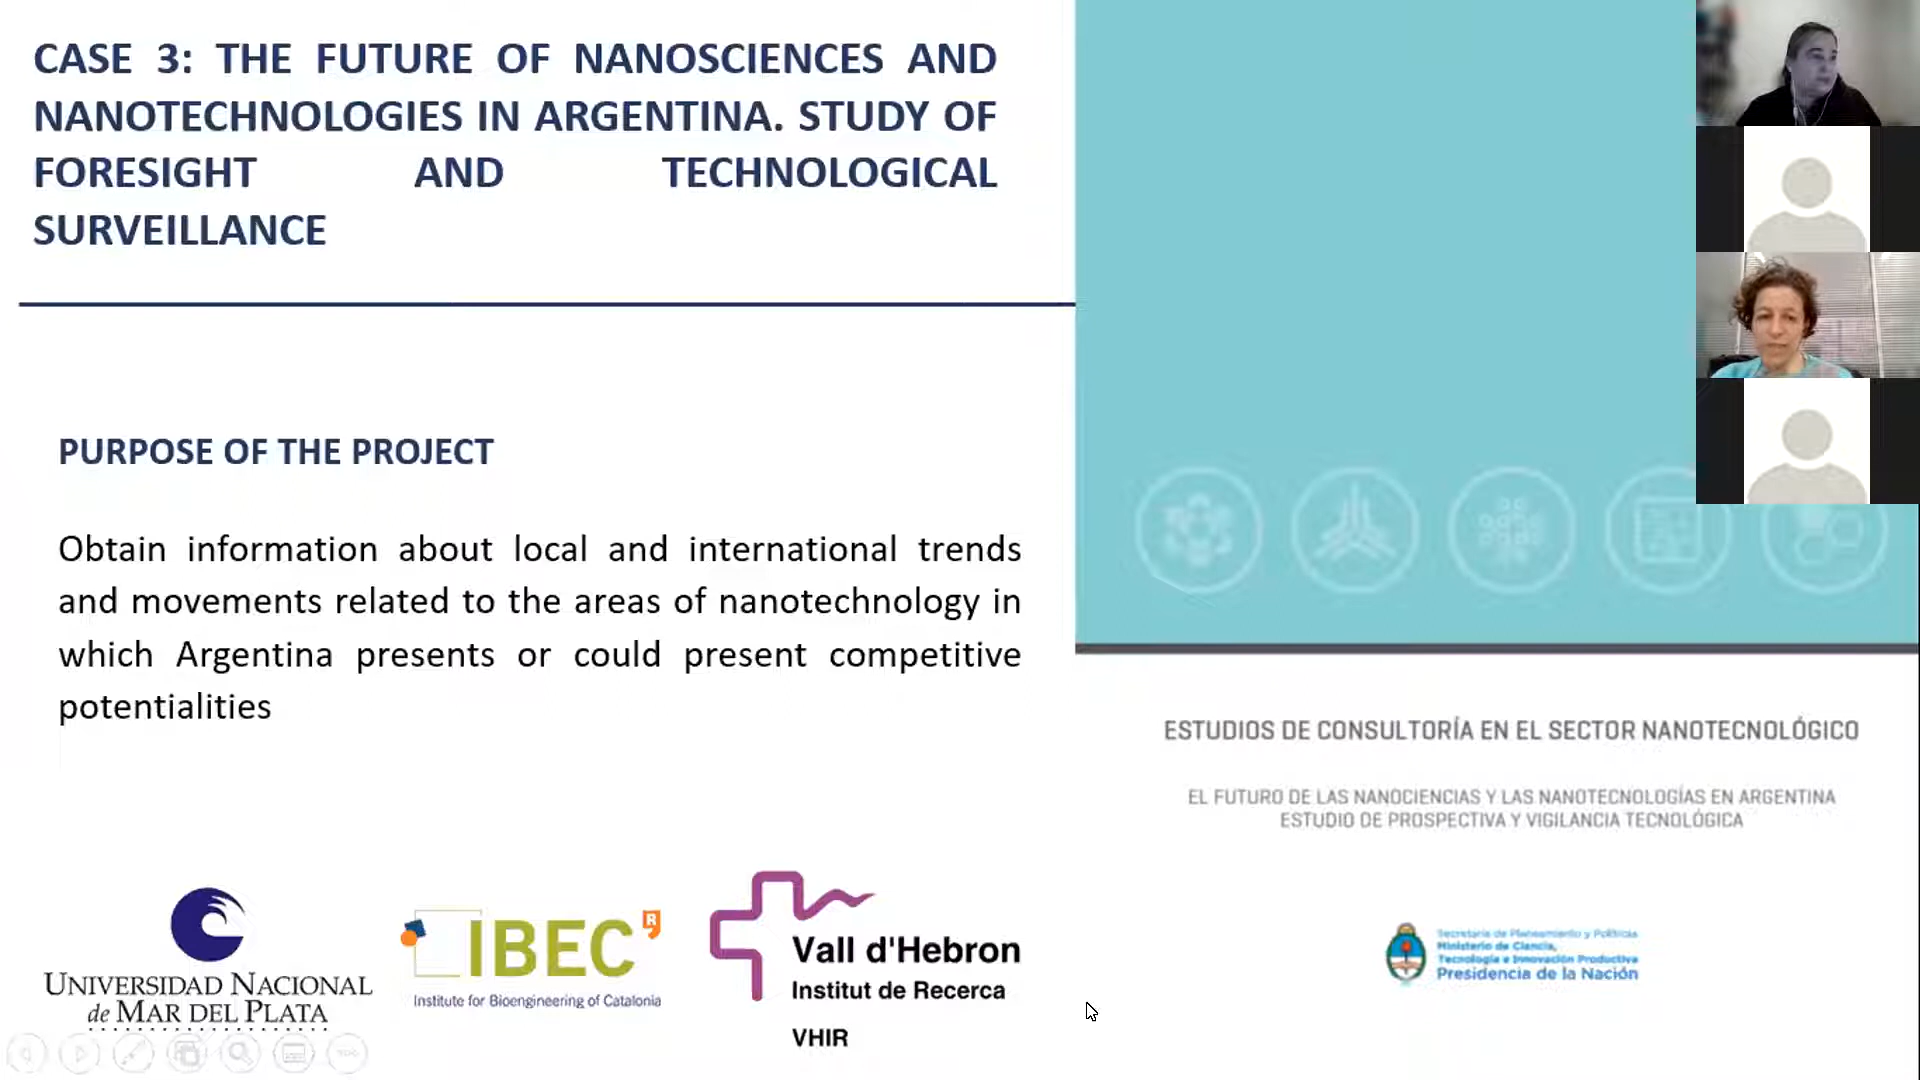 CASE 3: THE FUTURE OF NANOSCIENCES AND
NANOTECHNOLOGIES IN ARGENTINA. STUDY OF
FORESIGHT AND TECHNOLOGICAL
SURVEILLANCE
PURPOSE OF THE PROJECT
Obtain information about local and international trends
and movements related to the areas of nanotechnology in
which Argentina presents or could present competitive
potentialities
UNIVERSIDAD NACIONAL
de MAR DEL PLATA
IBEC
R
Institute for Bioengineering of Catalonia
Vall d'Hebron
Institut de Recerca
VHIR
ESTUDIOS DE CONSULTORÍA EN EL SECTOR NANOTECNOLÓGICO
EL FUTURO DE LAS NANOCIENCIAS Y LAS NANOTECNOLOGÍAS EN ARGENTINA
ESTUDIO DE PROSPECTIVA Y VIGILANCIA TECNOLÓGICA
Secretaría de Planeamiento y Políticas
Ministerio de Ciencia,
Tecnología e Innovación Productiva
Presidencia de la Nación